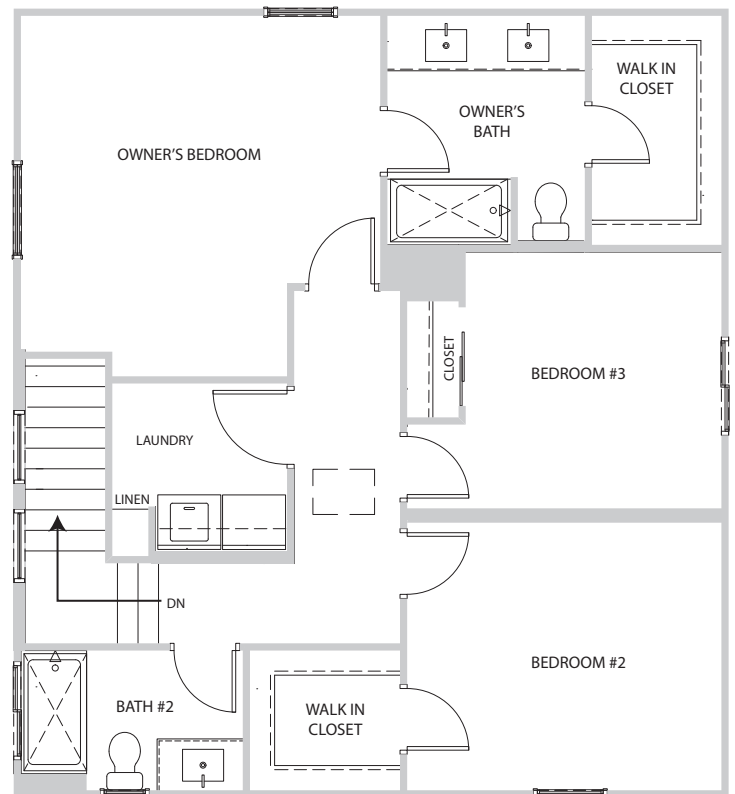 WALK IN
CLOSET
OWNER'S
BATH
OWNER'S BEDROOM
CLOSET
BEDROOM #3
LAUNDRY
LINEN
DN
BEDROOM #2
BATH #2
WALK IN
CLOSET